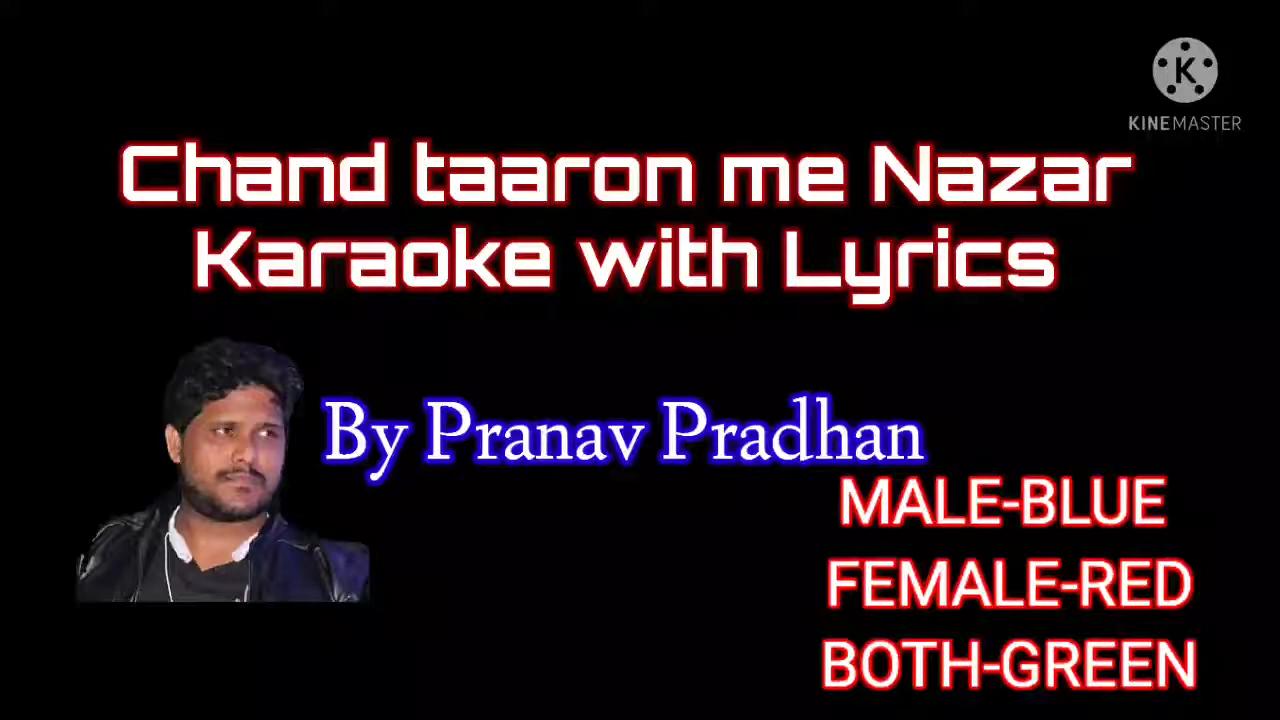 KINEMASTER
Chand taaron me Nazar
Karaoke with Lyrics
By Pranav Pradhan
MALE-BLUE
FEMALE-RED
BOTH-GREEN